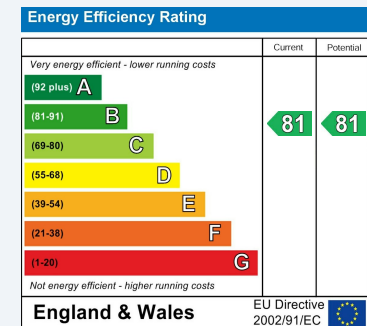 Energy Efficiency Rating
Current Potential
Very energy efficient - lower running costs
(92 plus) A
(81-91) B 81 81
(69-80) C
(55-68) D
(39-54) E
(21-38) F
(1-20) G
Not energy efficient - higher running costs
England & Wales
EU Directive
2002/91/EC